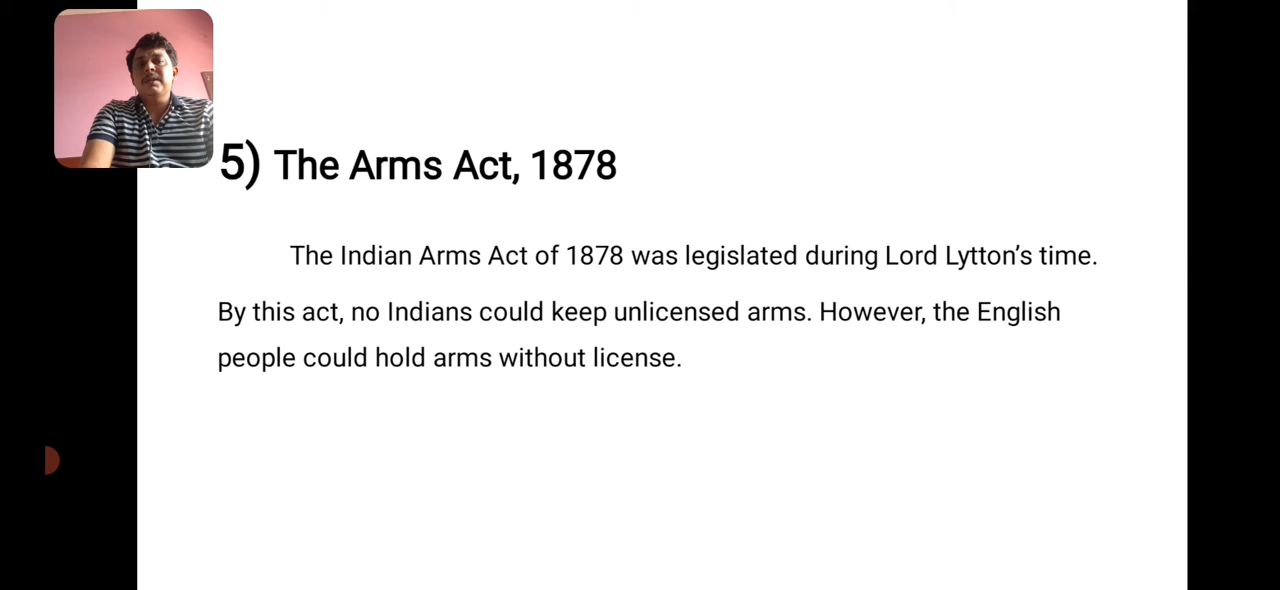 5) The Arms Act, 1878
The Indian Arms Act of 1878 was legislated during Lord Lytton’s time.
By this act, no Indians could keep unlicensed arms. However, the English
people could hold arms without license.